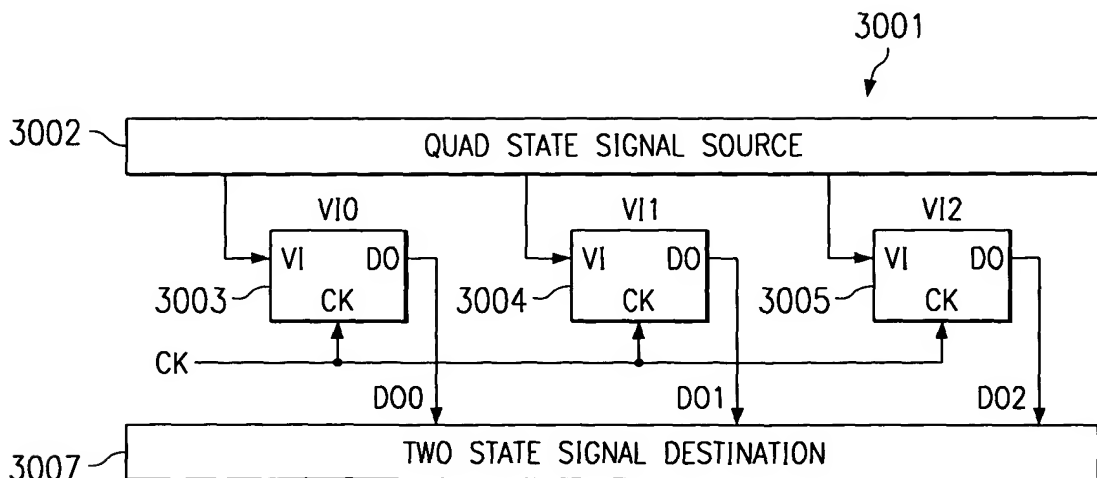 3001
3002
QUAD STATE SIGNAL SOURCE
VI0 VI1 VI2
VI DO VI DO VI DO
3003 CK 3004 CK 3005 CK
CK
DO0 DO1 DO2
TWO STATE SIGNAL DESTINATION
3007